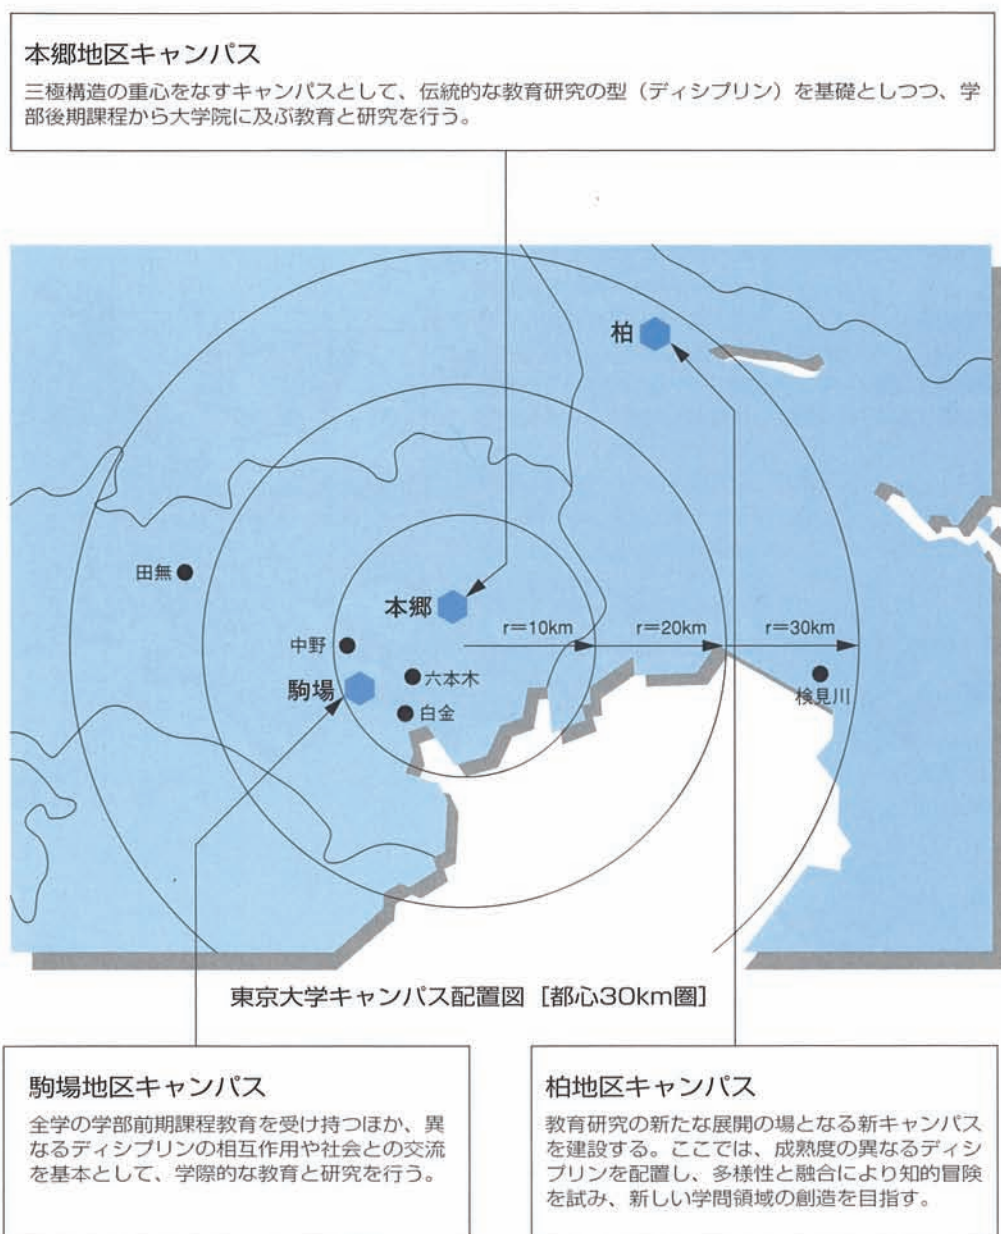 本郷地区キャンパス
三極構造の重心をなすキャンパスとして、伝統的な教育研究の型（ディシプリン）を基礎としつつ、学
部後期課程から大学院に及ぶ教育と研究を行う。
柏
田無
本郷
r＝10km
r＝20km
r＝30km
中野
六本木
駒場
白金
検見川
東京大学キャンパス配置図［都心30km圏］
駒場地区キャンパス
全学の学部前期課程教育を受け持つほか、異
なるディシプリンの相互作用や社会との交流
を基本として、学際的な教育と研究を行う。
柏地区キャンパス
教育研究の新たな展開の場となる新キャンパス
を建設する。ここでは、成熟度の異なるディシ
プリンを配置し、多様性と融合により知的冒険
を試み、新しい学問領域の創造を目指す。